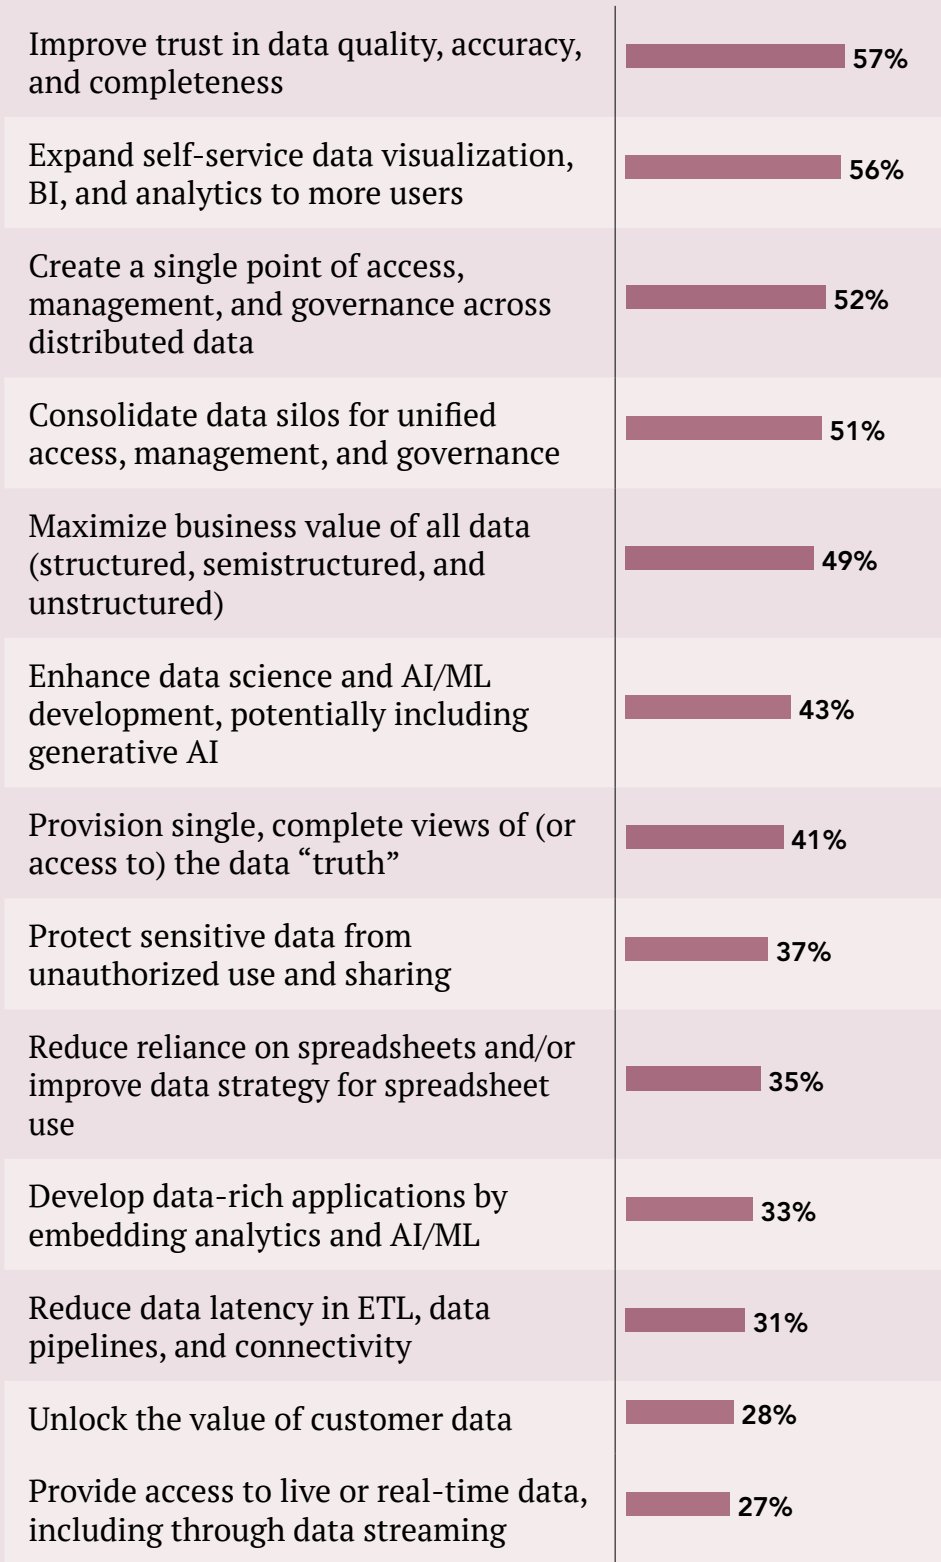 Improve trust in data quality, accuracy,
and completeness
57%
Expand self-service data visualization,
BI, and analytics to more users
56%
Create a single point of access,
management, and governance across
distributed data
52%
Consolidate data silos for unified
access, management, and governance
51%
Maximize business value of all data
(structured, semistructured, and
unstructured)
49%
Enhance data science and AI/ML
development, potentially including
generative AI
43%
Provision single, complete views of (or
access to) the data “truth”
41%
Protect sensitive data from
unauthorized use and sharing
37%
Reduce reliance on spreadsheets and/or
improve data strategy for spreadsheet
use
35%
Develop data-rich applications by
embedding analytics and AI/ML
33%
Reduce data latency in ETL, data
pipelines, and connectivity
31%
Unlock the value of customer data
28%
Provide access to live or real-time data,
including through data streaming
27%